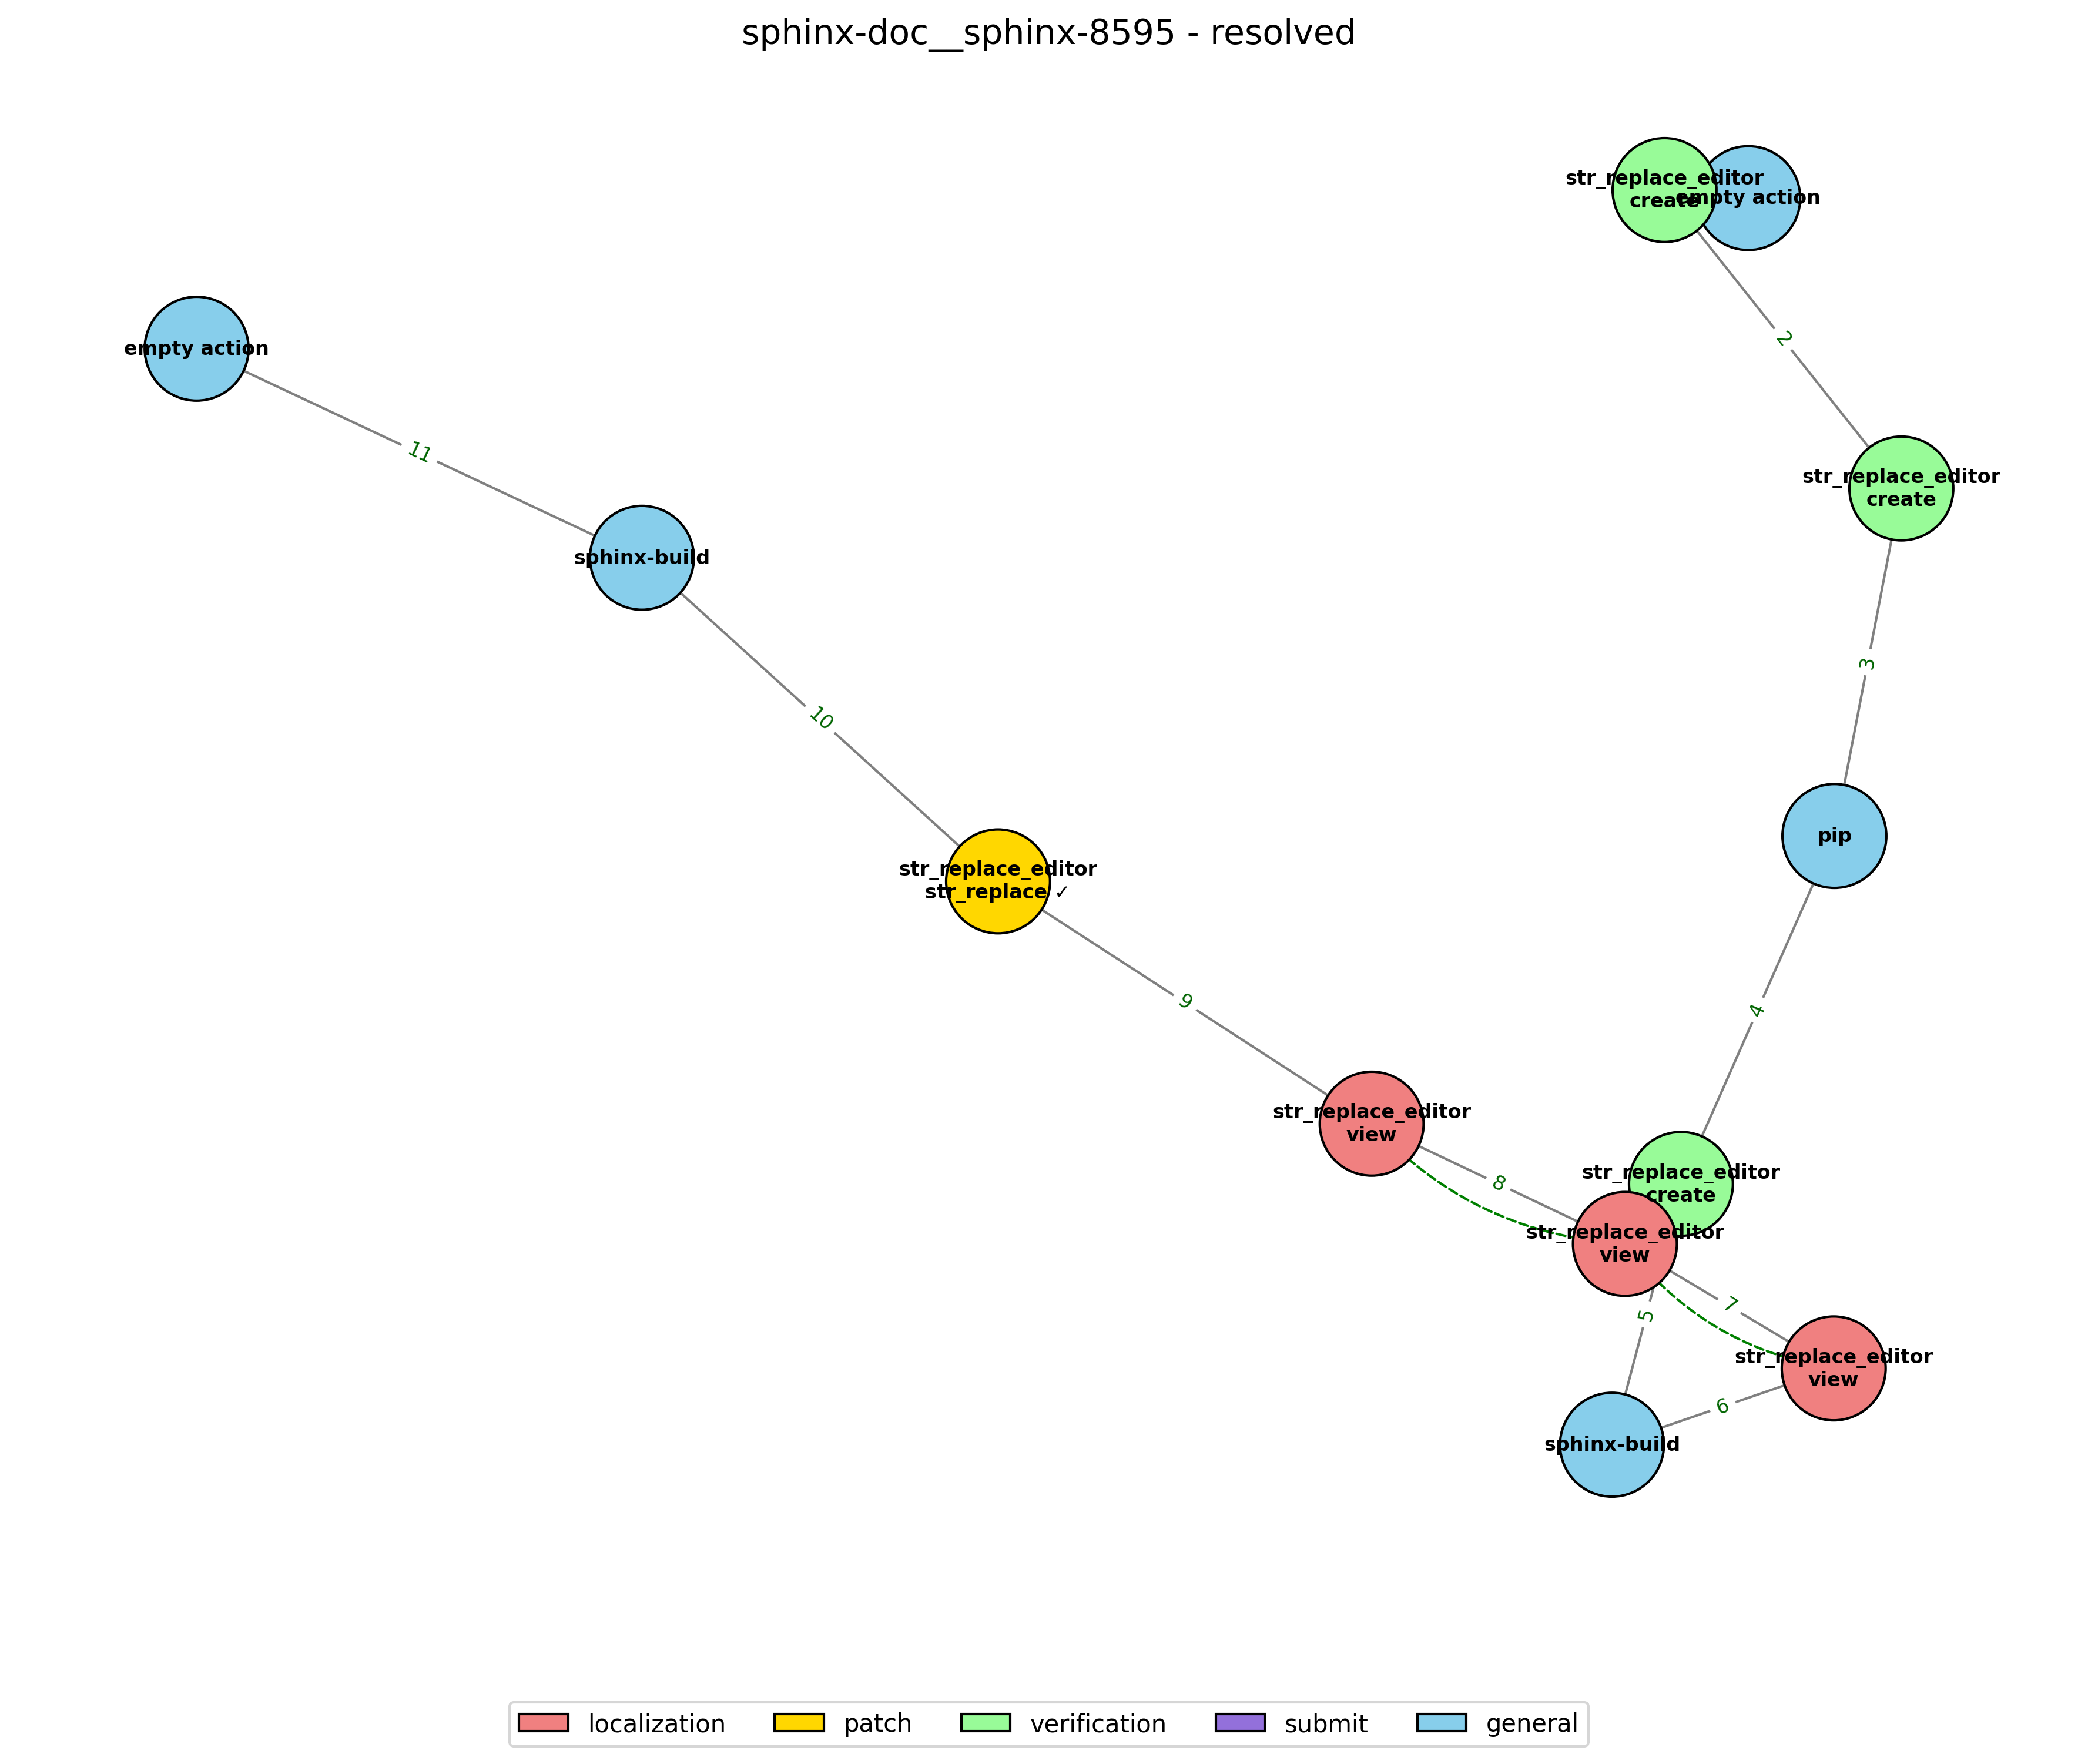 sphinx-doc__sphinx-8595 - resolved
str_replace_editor
create
empty action
2
empty action
11
str_replace_editor
create
sphinx-build
3
10
pip
str_replace_editor
str_replace ✓
9
4
str_replace_editor
view
8
str_replace_editor
create
str_replace_editor
view
7
5
str_replace_editor
view
6
sphinx-build
localization
patch
verification
submit
general